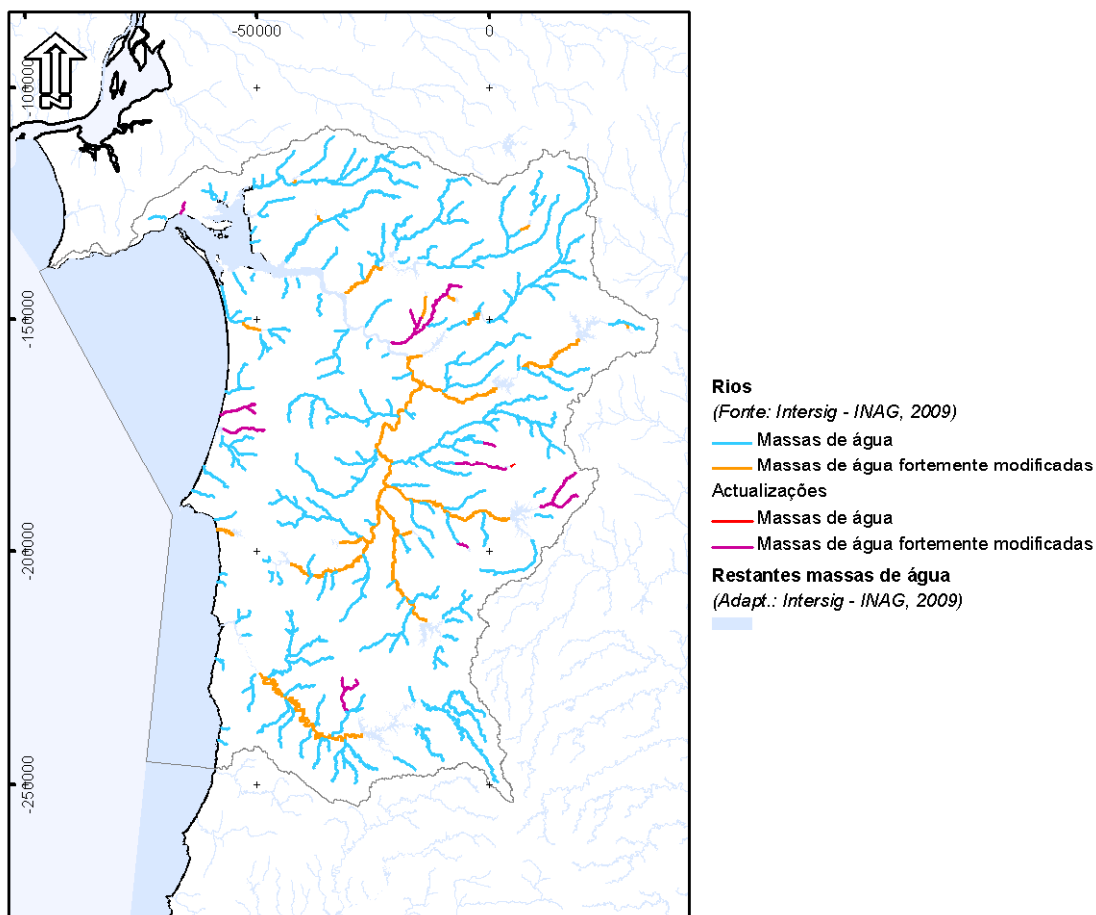 -50000
0
-100000
-150000
-200000
-250000
N
Rios
(Fonte: Intersig - INAG, 2009)
Massas de água
Massas de água fortemente modificadas
Actualizações
Massas de água
Massas de água fortemente modificadas
Restantes massas de água
(Adapt.: Intersig - INAG, 2009)